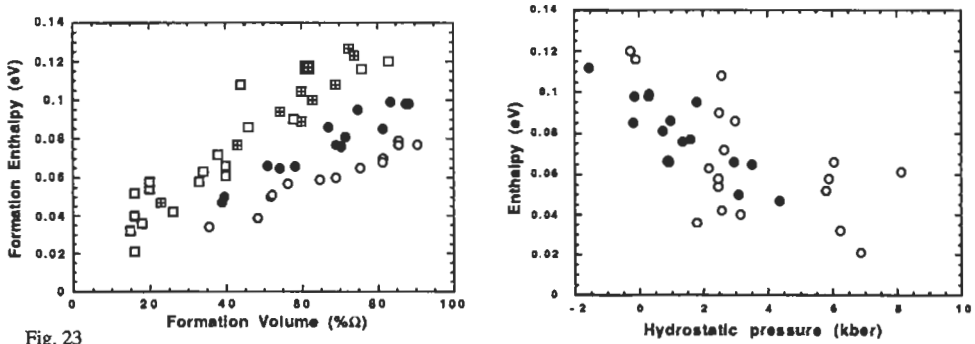 0.14
0.12
0.1
0.08
0.06
0.04
0.02
0
Formation Enthalpy (eV)
0 20 40 60 80 100
Formation Volume (%Ω)
Fig. 23
0.14
0.12
0.1
0.08
0.06
0.04
0.02
0
Enthalpy (eV)
-2 0 2 4 6 8 10
Hydrostatic pressure (kber)